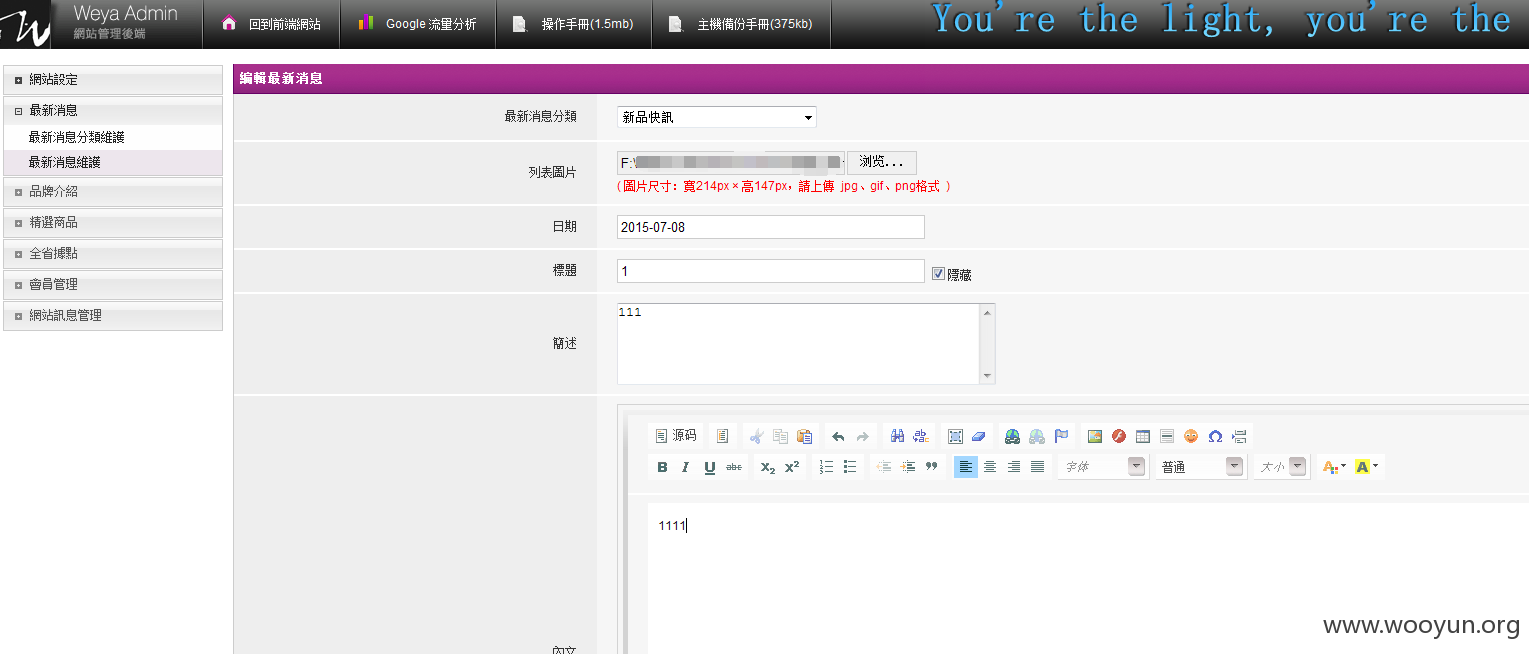 Weya Admin
網站管理後端
回到前端網站
Google 流量分析
操作手冊(1.5mb)
主機備份手冊(375kb)
You're the light, you're the
網站設定
最新消息
最新消息分類維護
最新消息維護
品牌介紹
精選商品
全省據點
會員管理
網站訊息管理
編輯最新消息
最新消息分類
新品快訊
列表圖片
F:\
浏览...
(圖片尺寸：寬214px × 高147px，請上傳 jpg、gif、png格式 )
日期
2015-07-08
標題
1
隱藏
簡述
111
源码
B I U abc X₂ X²
字体
普通
大小
1111
內文
www.wooyun.org